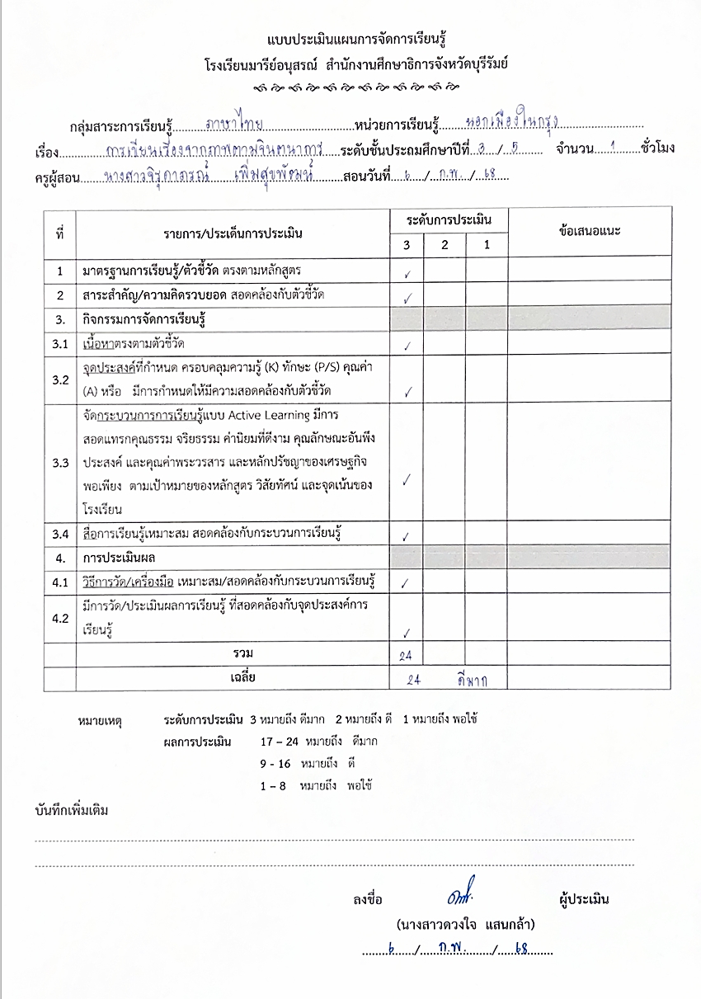 แบบประเมินแผนการจัดการเรียนรู้
โรงเรียนมารีย์อนุสรณ์ สำนักงานศึกษาธิการจังหวัดบุรีรัมย์
กลุ่มสาระการเรียนรู้ ภาษาไทย หน่วยการเรียนรู้ นอกเมืองในกรุง
เรื่อง การเขียนเรื่องจากภาพตามจินตนาการ ระดับชั้นประถมศึกษาปีที่ 3 / 5 จำนวน 1 ชั่วโมง
ครูผู้สอน นางสาวจิรุภาภรณ์ เพิ่มสุขพัฒน์ สอนวันที่ ๖ / ก.พ. / ๖8
ที่ รายการ/ประเด็นการประเมิน ระดับการประเมิน ข้อเสนอแนะ
3 2 1
1 มาตรฐานการเรียนรู้/ตัวชี้วัด ตรงตามหลักสูตร ✓
2 สาระสำคัญ/ความคิดรวบยอด สอดคล้องกับตัวชี้วัด ✓
3. กิจกรรมการจัดการเรียนรู้
3.1 เนื้อหาตรงตามตัวชี้วัด ✓
3.2 จุดประสงค์ที่กำหนด ครอบคลุมความรู้ (K) ทักษะ (P/S) คุณค่า
(A) หรือ มีการกำหนดให้มีความสอดคล้องกับตัวชี้วัด ✓
3.3 จัดกระบวนการการเรียนรู้แบบ Active Learning มีการ
สอดแทรกคุณธรรม จริยธรรม ค่านิยมที่ดีงาม คุณลักษณะอันพึง
ประสงค์ และคุณค่าพระวรสาร และหลักปรัชญาของเศรษฐกิจ
พอเพียง ตามเป้าหมายของหลักสูตร วิสัยทัศน์ และจุดเน้นของ ✓
โรงเรียน
3.4 สื่อการเรียนรู้เหมาะสม สอดคล้องกับกระบวนการเรียนรู้ ✓
4. การประเมินผล
4.1 วิธีการวัด/เครื่องมือ เหมาะสม/สอดคล้องกับกระบวนการเรียนรู้ ✓
4.2 มีการวัด/ประเมินผลการเรียนรู้ ที่สอดคล้องกับจุดประสงค์การ
เรียนรู้ ✓
รวม 24
เฉลี่ย 24 ดีมาก
หมายเหตุ ระดับการประเมิน 3 หมายถึง ดีมาก 2 หมายถึง ดี 1 หมายถึง พอใช้
ผลการประเมิน 17 – 24 หมายถึง ดีมาก
9 - 16 หมายถึง ดี
1 – 8 หมายถึง พอใช้
บันทึกเพิ่มเติม
ลงชื่อ ผู้ประเมิน
(นางสาวดวงใจ แสนกล้า)
๖ / ก.พ. / ๖8